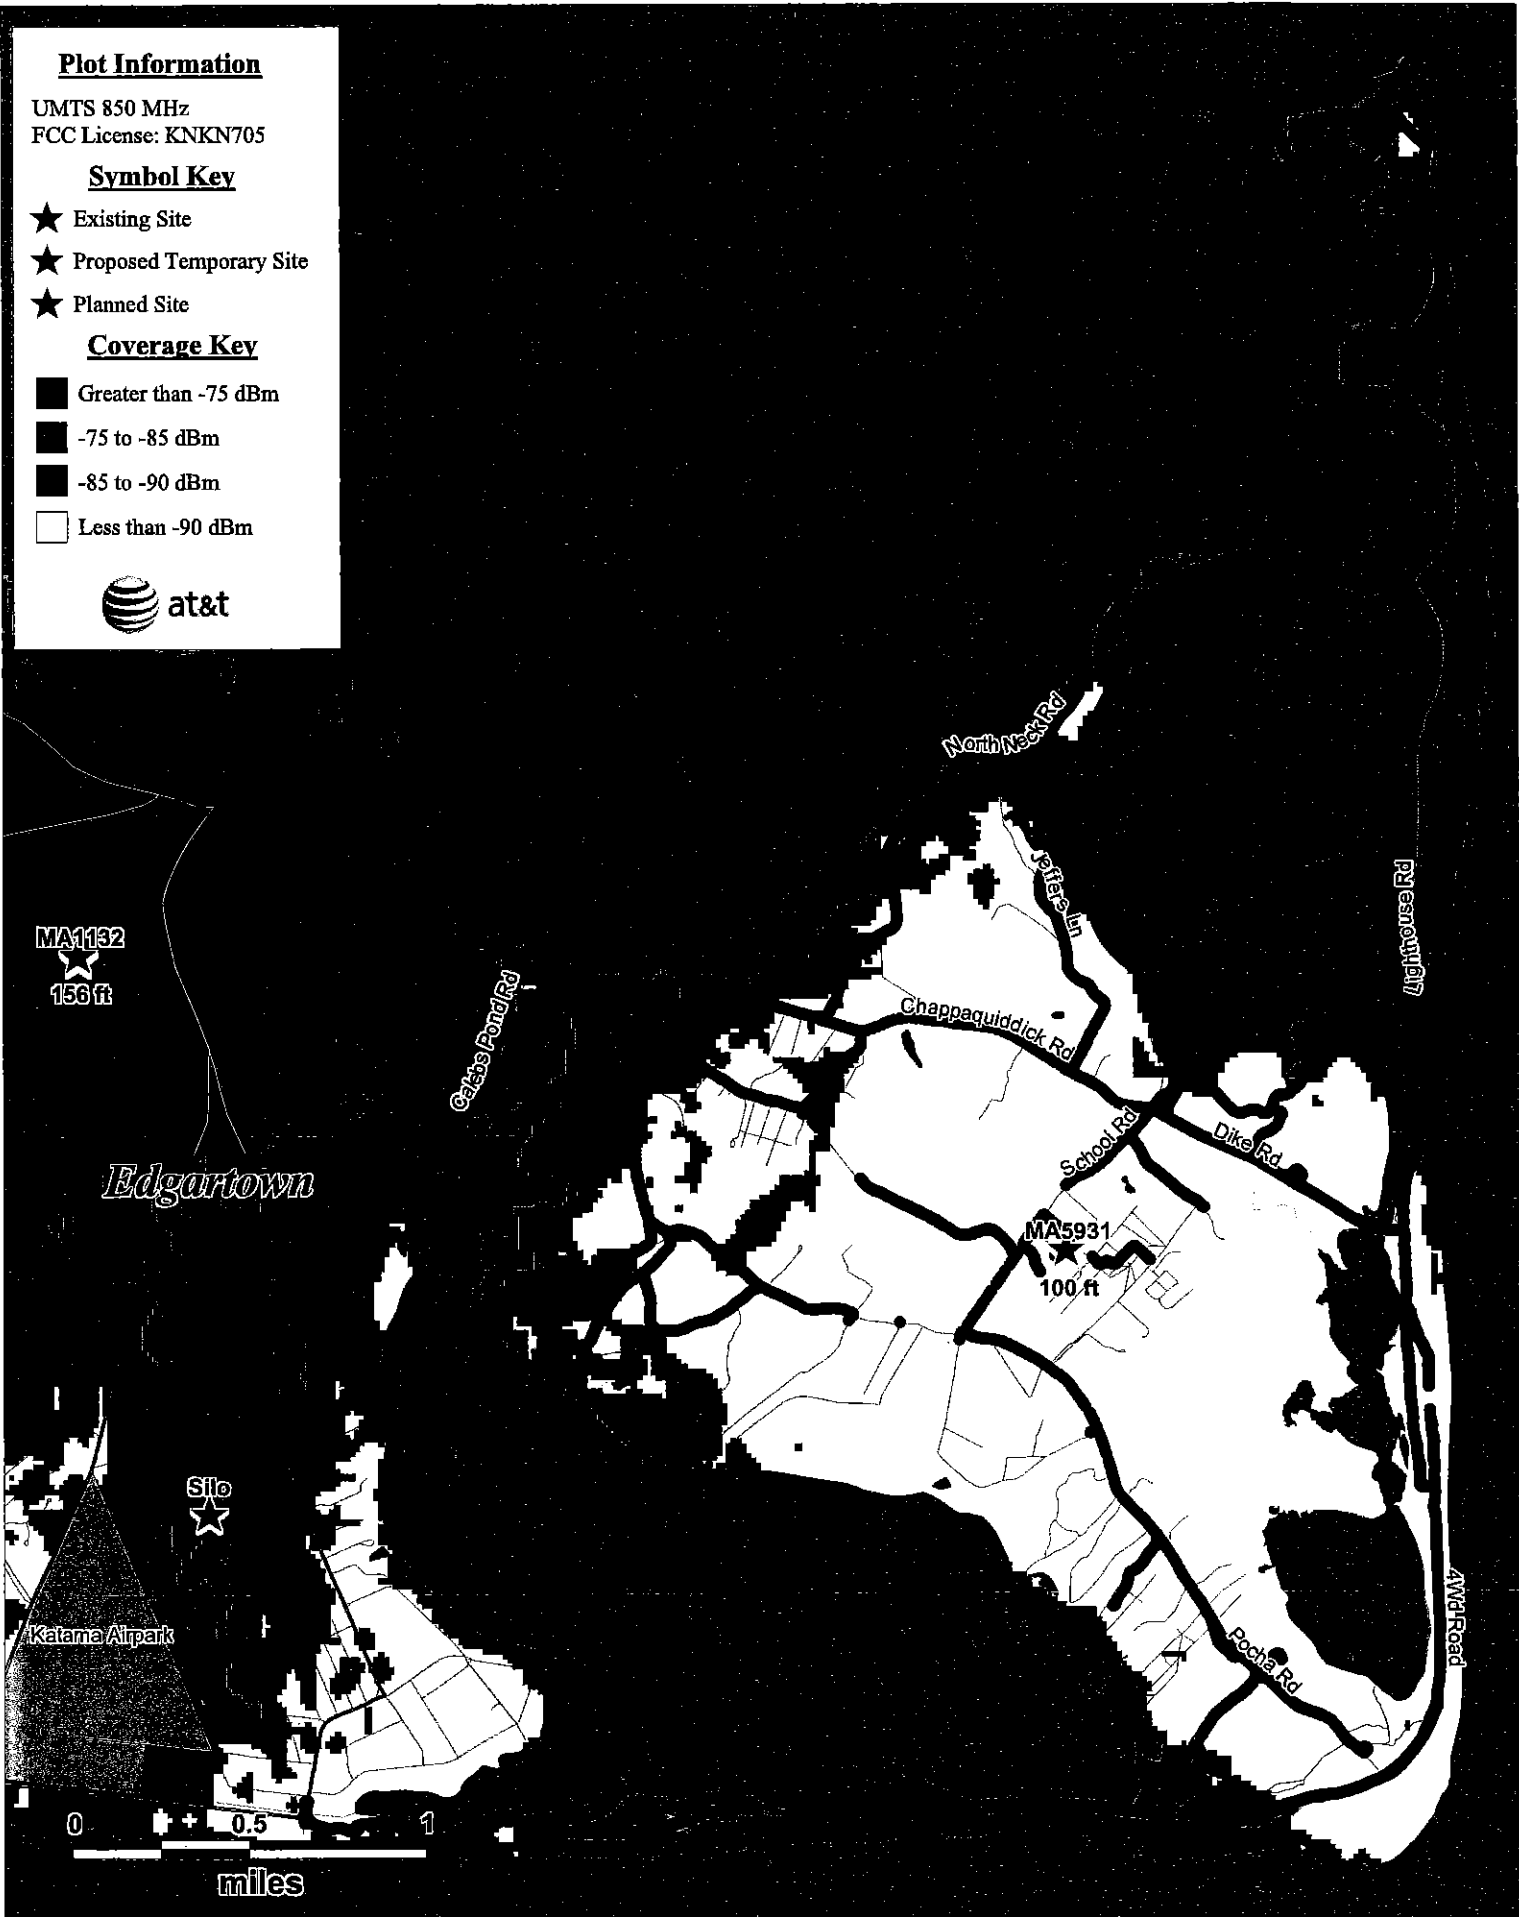 Plot Information
UMTS 850 MHz
FCC License: KNKN705
Symbol Key
Existing Site
Proposed Temporary Site
Planned Site
Coverage Key
Greater than -75 dBm
-75 to -85 dBm
-85 to -90 dBm
Less than -90 dBm
at&t
North Neck Rd
Jeffers Ln
Lighthouse Rd
MA1132
156 ft
Calebs Pond Rd
Chappaquiddick Rd
School Rd
Dike Rd
Edgartown
MA5931
100 ft
Silo
Katama Airpark
4Wd Road
Pocha Rd
0 0.5 1
miles